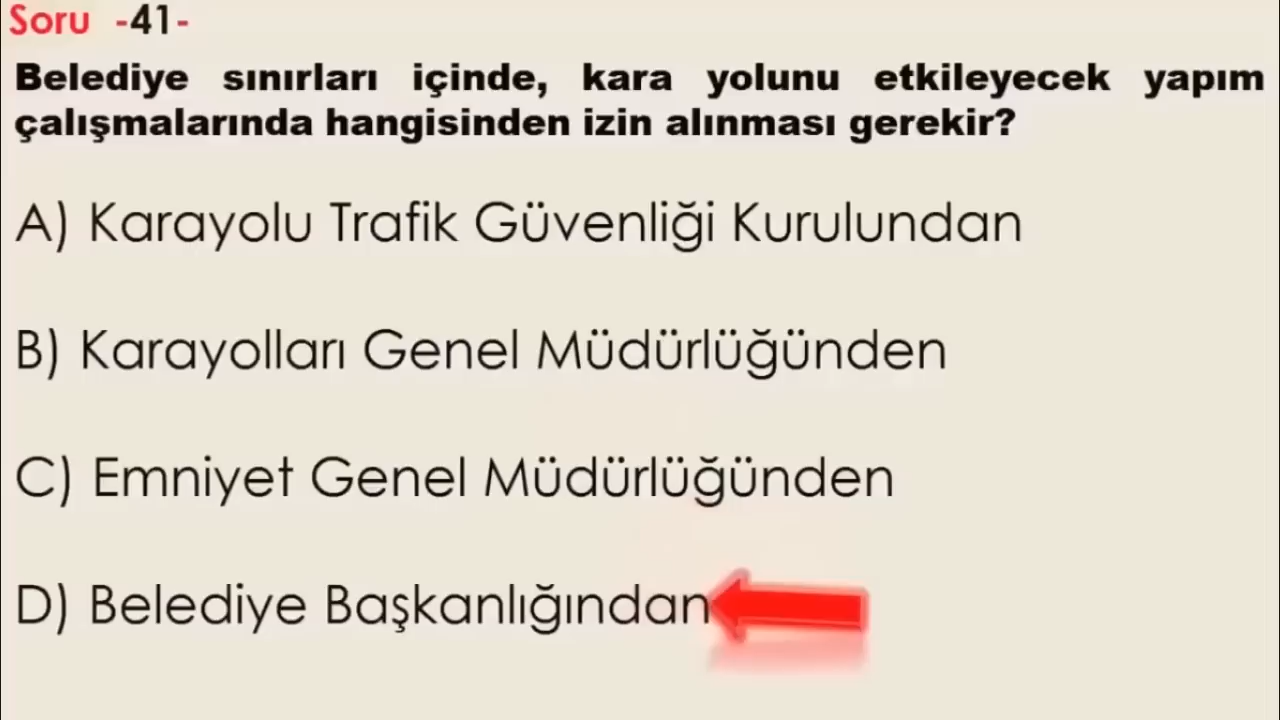 Soru -41-
Belediye sınırları içinde, kara yolunu etkileyecek yapım
çalışmalarında hangisinden izin alınması gerekir?
A) Karayolu Trafik Güvenliği Kurulundan
B) Karayolları Genel Müdürlüğünden
C) Emniyet Genel Müdürlüğünden
D) Belediye Başkanlığından